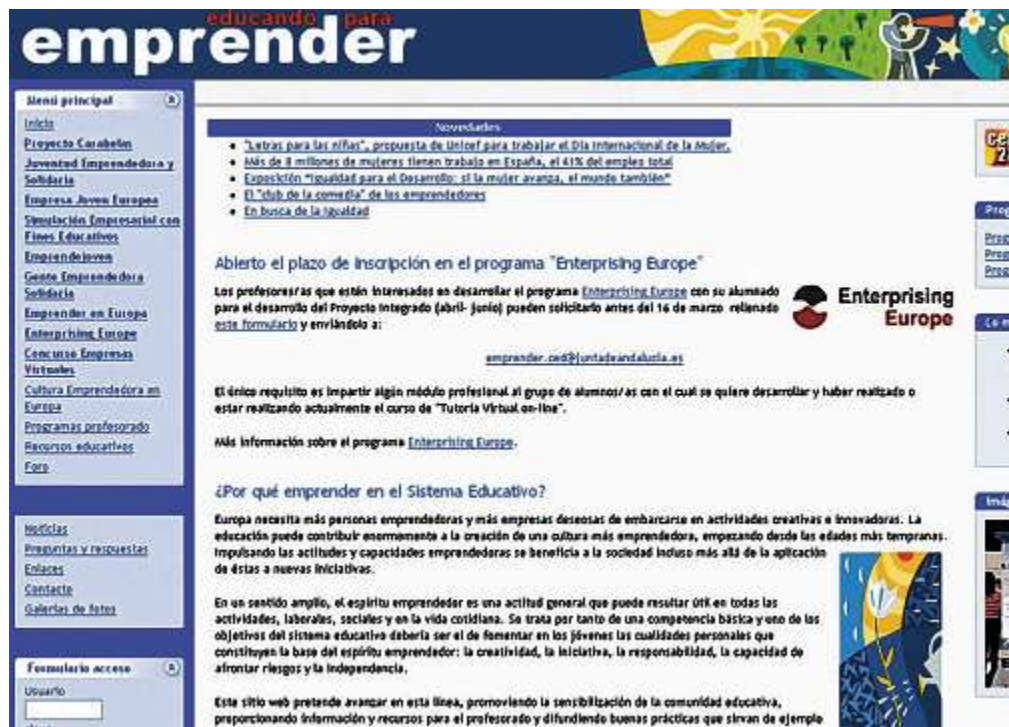 educando para
emprender
Menú principal
Inicio
Proyecto Carabelin
Juventud Emprendedora y
Solidaria
Empresa Joven Europea
Simulación Empresarial con
Fines Educativos
Emprendejoven
Gente Emprendedora
Solidaria
Emprender en Europa
Enterprising Europe
Concurso Empresas
Virtuales
Cultura Emprendedora en
Europa
Programas profesorado
Recursos educativos
Foro
Noticias
Preguntas y respuestas
Enlaces
Contacto
Galerías de fotos
Formulario acceso
Usuario
Novedades
"Letras para las niñas", propuesta de Unicef para trabajar el Día Internacional de la Mujer.
Más de 8 millones de mujeres tienen trabajo en España, el 41% del empleo total
Exposición "Igualdad para el Desarrollo: si la mujer avanza, el mundo también"
El "club de la comedia" de los emprendedores
En busca de la igualdad
Abierto el plazo de inscripción en el programa "Enterprising Europe"
Los profesores/as que estén interesados en desarrollar el programa Enterprising Europe con su alumnado
para el desarrollo del Proyecto Integrado (abril- junio) pueden solicitarlo antes del 16 de marzo rellenado
este formulario y enviándolo a:
Enterprising
Europe
emprender.ced@juntadeandalucia.es
El único requisito es impartir algún módulo profesional al grupo de alumnos/as con el cual se quiere desarrollar y haber realizado o
estar realizando actualmente el curso de "Tutoría Virtual on-line".
Más información sobre el programa Enterprising Europe.
¿Por qué emprender en el Sistema Educativo?
Europa necesita más personas emprendedoras y más empresas deseosas de embarcarse en actividades creativas e innovadoras. La
educación puede contribuir enormemente a la creación de una cultura más emprendedora, empezando desde las edades más tempranas.
Impulsando las actitudes y capacidades emprendedoras se beneficia a la sociedad incluso más allá de la aplicación
de éstas a nuevas iniciativas.
En un sentido amplio, el espíritu emprendedor es una actitud general que puede resultar útil en todas las
actividades, laborales, sociales y en la vida cotidiana. Se trata por tanto de una competencia básica y uno de los
objetivos del sistema educativo debería ser el de fomentar en los jóvenes las cualidades personales que
constituyen la base del espíritu emprendedor: la creatividad, la iniciativa, la responsabilidad, la capacidad de
afrontar riesgos y la independencia.
Este sitio web pretende avanzar en esta línea, promoviendo la sensibilización de la comunidad educativa,
proporcionando información y recursos para el profesorado y difundiendo buenas prácticas que sirvan de ejemplo
Prog
Prog
Prog
Prog
Imág